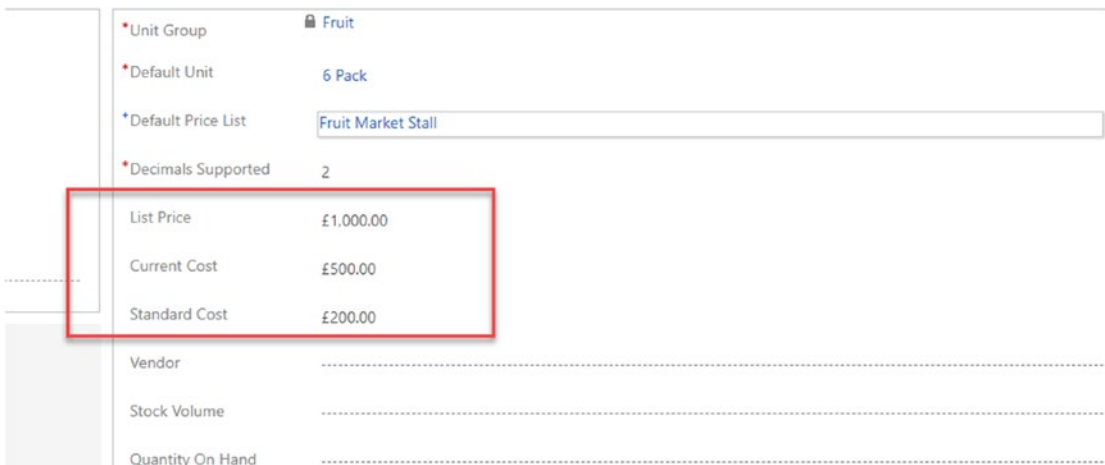 *Unit Group Fruit
*Default Unit 6 Pack
+Default Price List Fruit Market Stall
*Decimals Supported 2
List Price £1,000.00
Current Cost £500.00
Standard Cost £200.00
Vendor
Stock Volume
Quantity On Hand